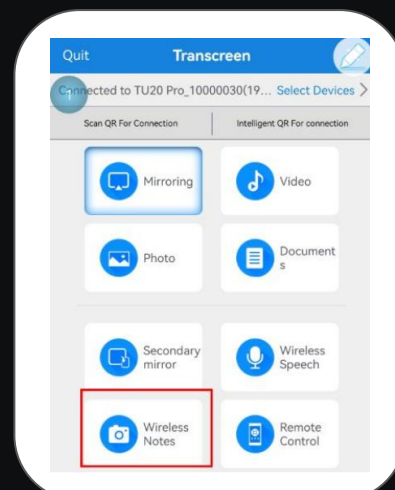 Quit Transcreen
Connected to TU20 Pro_10000030(19... Select Devices >
1
Scan QR For Connection Intelligent QR For connection
Mirroring Video
Photo Document
s
Secondary Wireless
mirror Speech
Wireless Remote
Notes Control